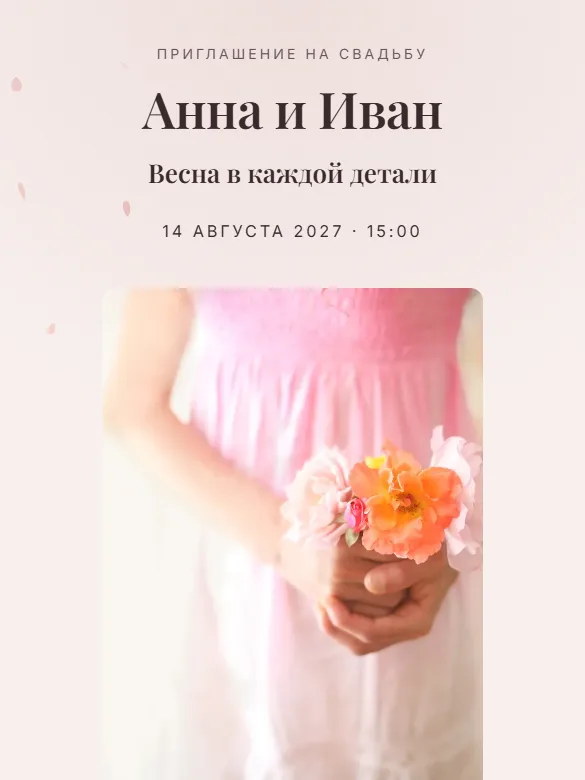 ПРИГЛАШЕНИЕ НА СВАДЬБУ
Анна и Иван
Весна в каждой детали
14 АВГУСТА 2027 · 15:00